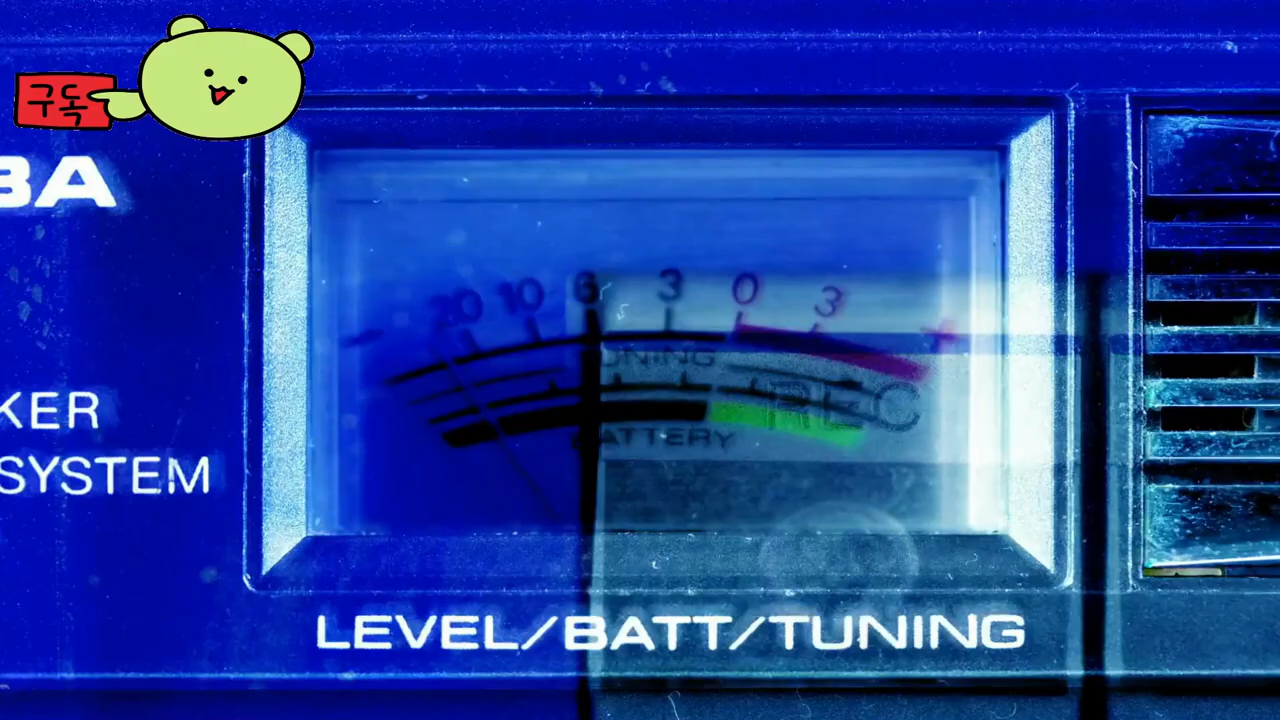 구독
BA
20 10 6 3 0 3
- +
TUNING
REC
BATTERY
KER
SYSTEM
LEVEL/BATT/TUNING